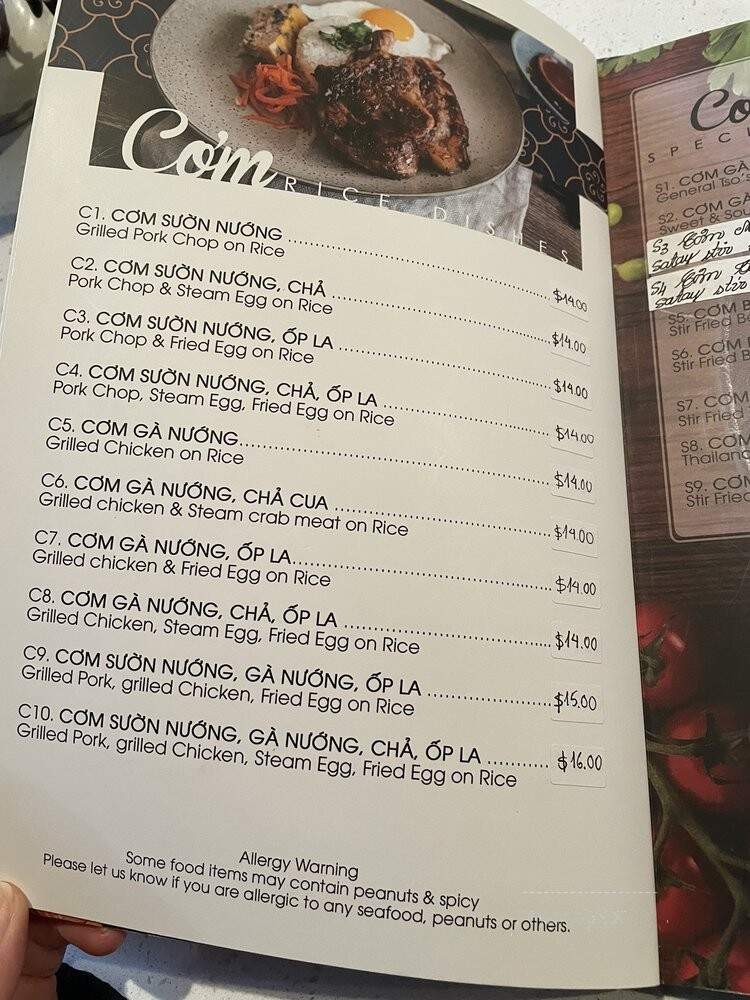 Cơm
RICE DISHES
C1. CƠM SƯỜN NƯỚNG ........ $14.00
Grilled Pork Chop on Rice
C2. CƠM SƯỜN NƯỚNG, CHẢ ........ $14.00
Pork Chop & Steam Egg on Rice
C3. CƠM SƯỜN NƯỚNG, ỐP LA ........ $14.00
Pork Chop & Fried Egg on Rice
C4. CƠM SƯỜN NƯỚNG, CHẢ, ỐP LA ........ $14.00
Pork Chop, Steam Egg, Fried Egg on Rice
C5. CƠM GÀ NƯỚNG ........ $14.00
Grilled Chicken on Rice
C6. CƠM GÀ NƯỚNG, CHẢ CUA ........ $14.00
Grilled chicken & Steam crab meat on Rice
C7. CƠM GÀ NƯỚNG, ỐP LA ........ $14.00
Grilled chicken & Fried Egg on Rice
C8. CƠM GÀ NƯỚNG, CHẢ, ỐP LA ........ $14.00
Grilled Chicken, Steam Egg, Fried Egg on Rice
C9. CƠM SƯỜN NƯỚNG, GÀ NƯỚNG, ỐP LA ........ $15.00
Grilled Pork, grilled Chicken, Fried Egg on Rice
C10. CƠM SƯỜN NƯỚNG, GÀ NƯỚNG, CHẢ, ỐP LA ........ $16.00
Grilled Pork, grilled Chicken, Steam Egg, Fried Egg on Rice
Allergy Warning
Some food items may contain peanuts & spicy
Please let us know if you are allergic to any seafood, peanuts or others.
S1. CƠM GÀ
General Tso's
S2. CƠM GÀ
Sweet & Sou
S3
Satay
S4
Satay
S5. CƠM
Stir Fried
S6. CƠM
Stir Fried
S7. CƠM
Stir Fried
S8. CƠM
Thailand
S9. CƠM
Stir Fried